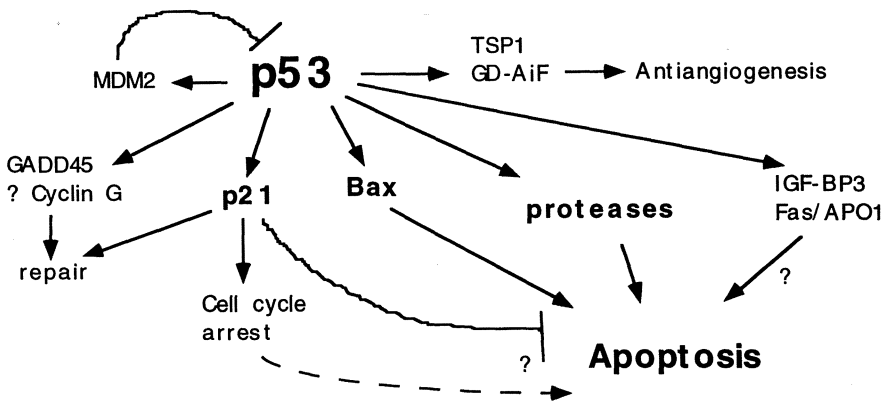 TSP1
GD-AiF
Antiangiogenesis
MDM2
p53
GADD45
? Cyclin G
p21
Bax
proteases
IGF-BP3
Fas/APO1
repair
?
Cell cycle
arrest
?
Apoptosis